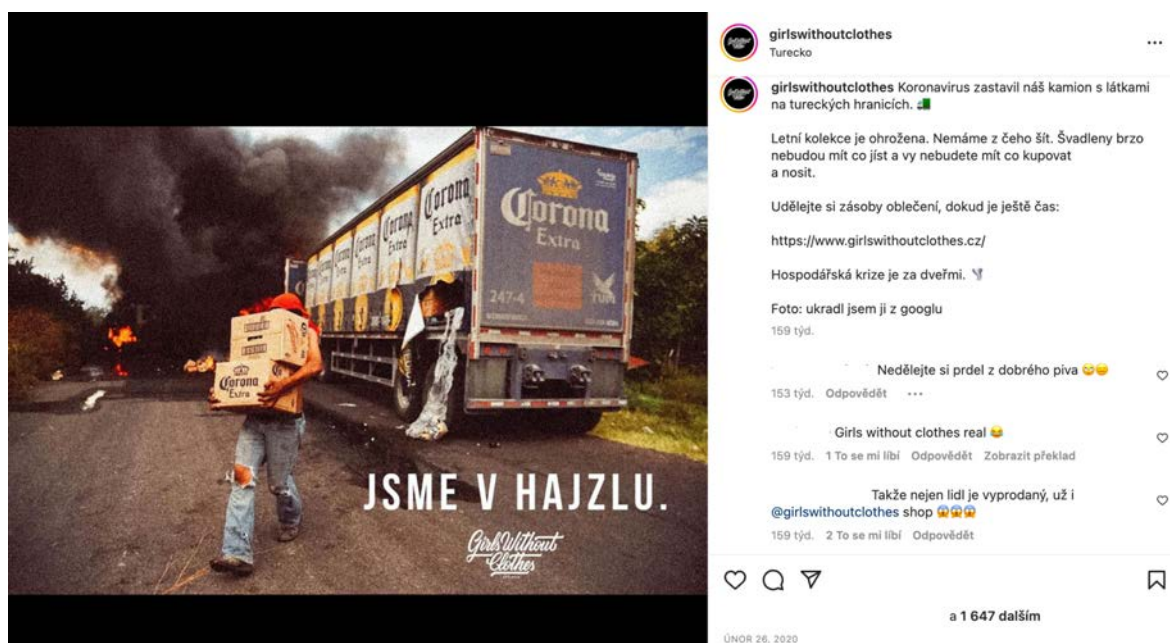 Corona
Extra
247-4
TUM
Corona
Extra
Corona
Extra
JSME V HAJZLU.
Girls Without
Clothes
girlswithoutclothes
Turecko
girlswithoutclothes Koronavirus zastavil náš kamion s látkami
na tureckých hranicích.
Letní kolekce je ohrožena. Nemáme z čeho šít. Švadleny brzo
nebudou mít co jíst a vy nebudete mít co kupovat
a nosit.
Udělejte si zásoby oblečení, dokud je ještě čas:
https://www.girlswithoutclothes.cz/
Hospodářská krize je za dveřmi.
Foto: ukradl jsem ji z googlu
159 týd.
Nedělejte si prdel z dobrého piva
153 týd. Odpovědět
Girls without clothes real
159 týd. 1 To se mi líbí Odpovědět Zobrazit překlad
Takže nejen lidl je vyprodaný, už i
@girlswithoutclothes shop
159 týd. 2 To se mi líbí Odpovědět
a 1 647 dalším
ÚNOR 26, 2020